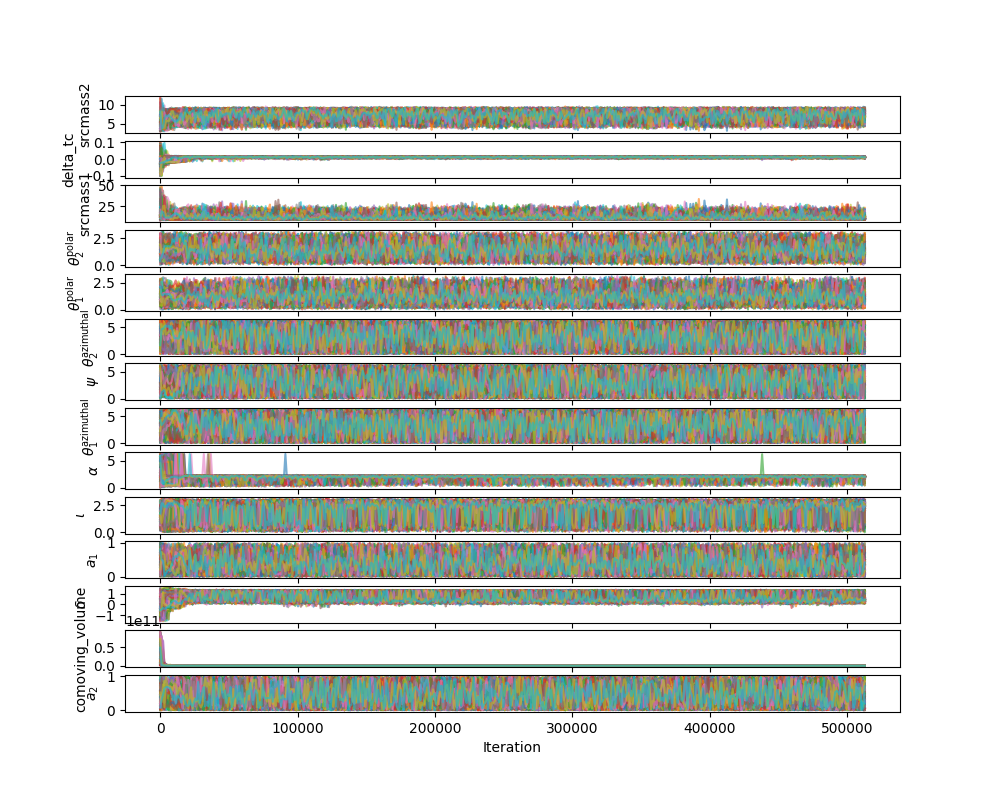 srcmass2
10
5
delta_tc
0.1
0.0
0.1
srcmass1
50
25
θ₂^polar
2.5
0.0
θ₁^polar
2.5
0.0
θ₂^azimuthal
5
0
ψ
5
0
θ₁^azimuthal
5
0
α
5
0
ι
2.5
0.0
a₁
1
0
1
0
−1
comoving_volume
1e11
0.5
0.0
a₂
1
0
0
100000
200000
300000
400000
500000
Iteration